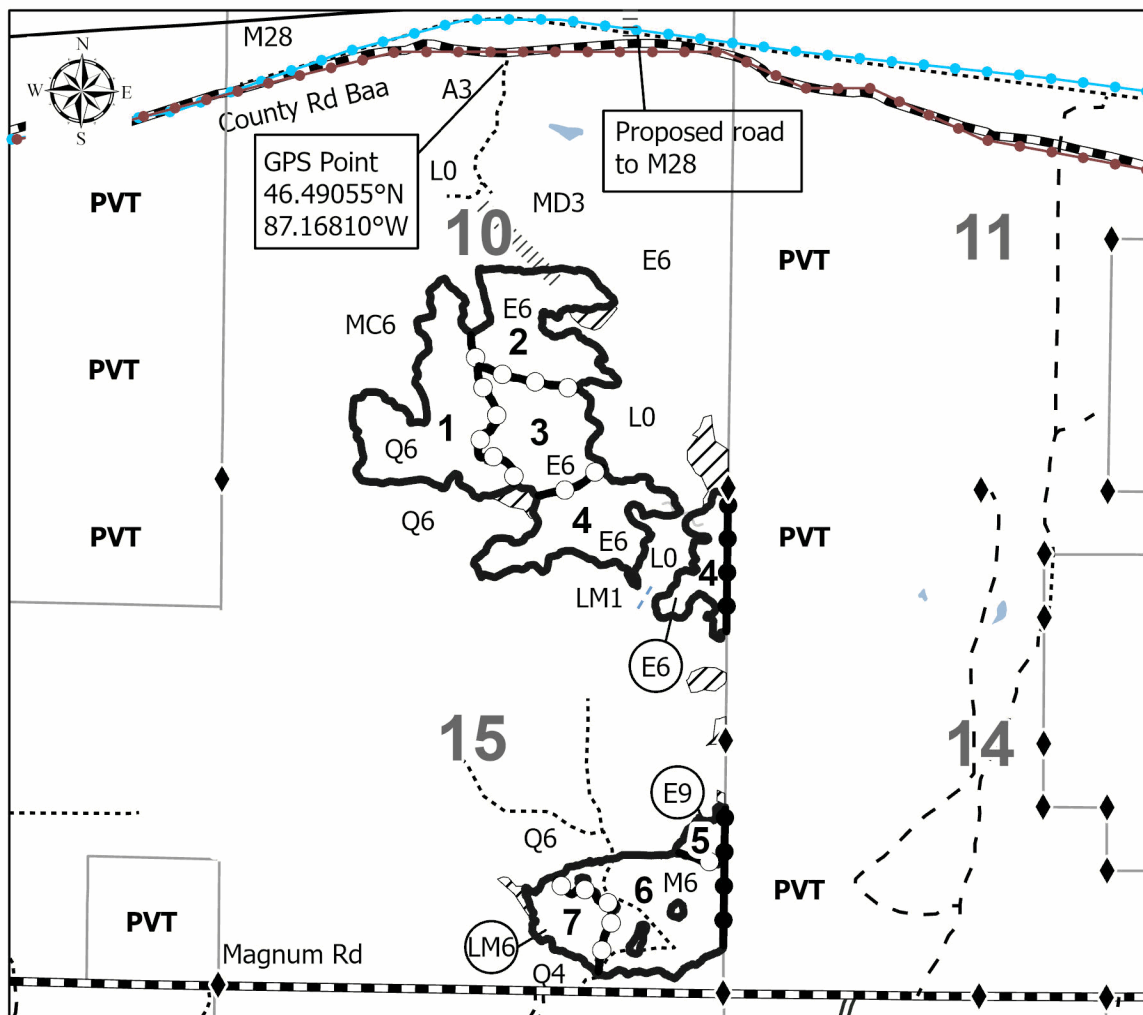 M28
N
W
E
S
A3
County Rd Baa
Proposed road
to M28
GPS Point
46.49055°N
87.16810°W
L0
PVT
MD3
10
11
E6
PVT
E6
MC6
2
PVT
L0
1
3
Q6
E6
Q6
4
E6
PVT
PVT
L0
4
LM1
E6
15
14
E9
Q6
5
6
M6
PVT
7
PVT
LM6
Magnum Rd
Q4